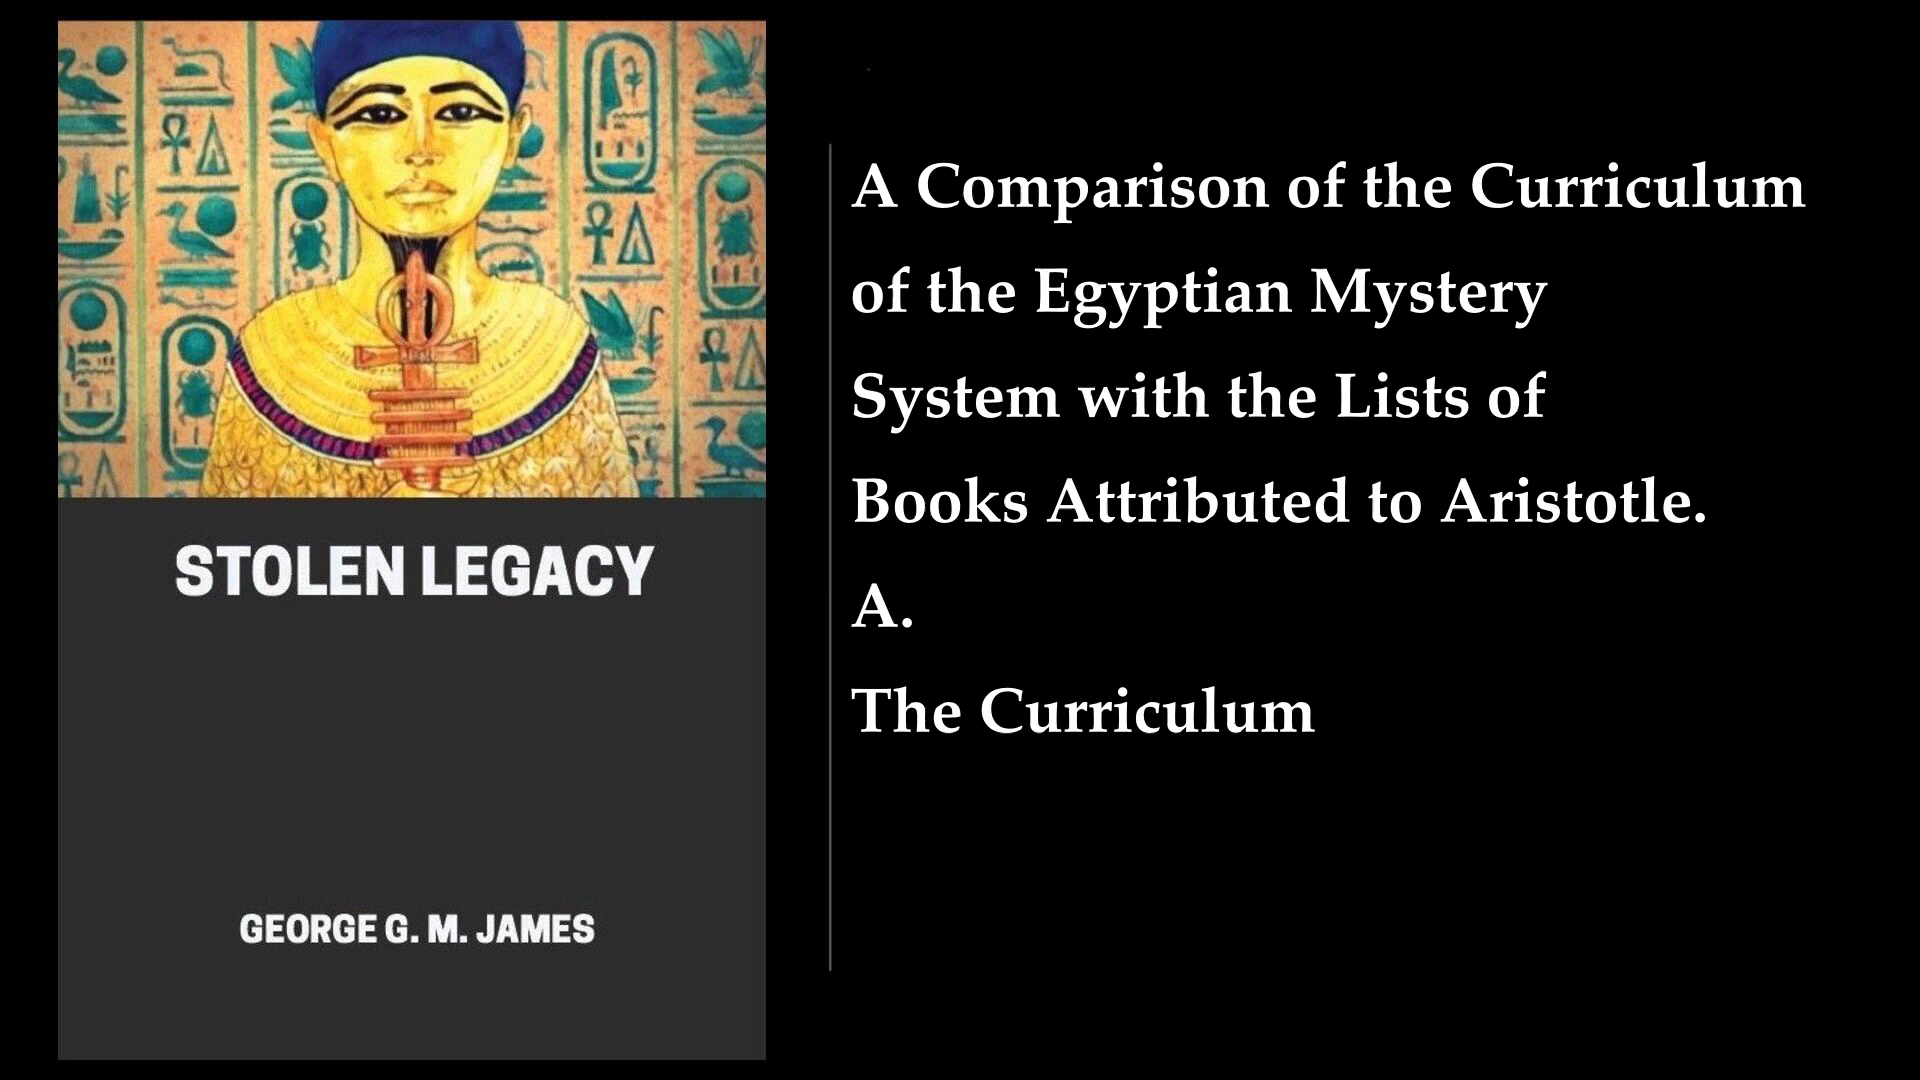 STOLEN LEGACY
GEORGE G. M. JAMES
A Comparison of the Curriculum
of the Egyptian Mystery
System with the Lists of
Books Attributed to Aristotle.
A.
The Curriculum